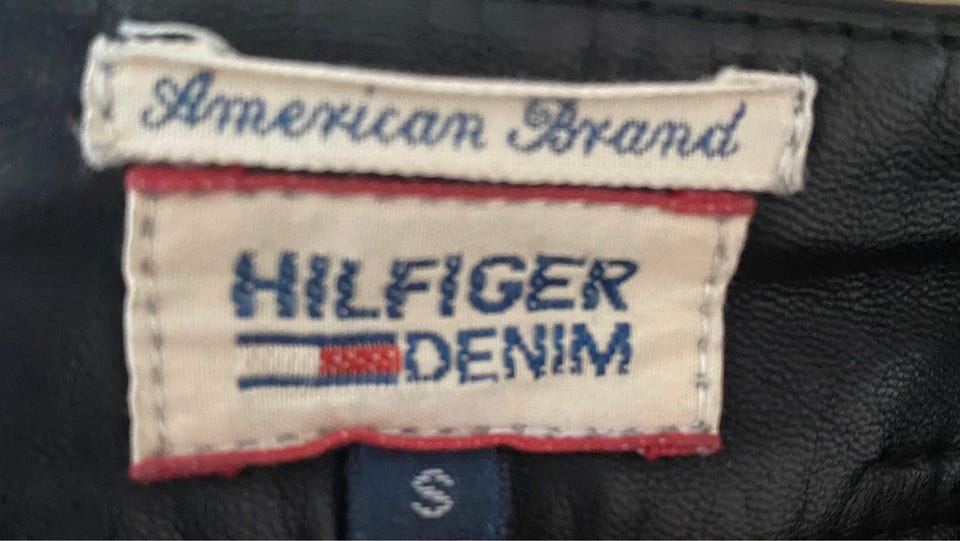 American Brand
HILFIGER
DENIM
S